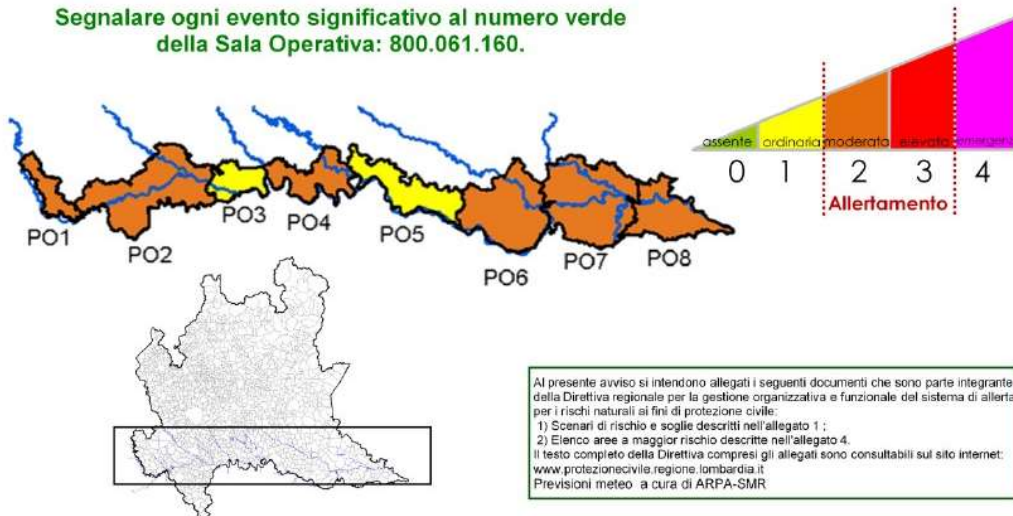 Segnalare ogni evento significativo al numero verde
della Sala Operativa: 800.061.160.
assente ordinaria moderata elevata emergenza
0 1 2 3 4
Allertamento
PO1
PO2
PO3
PO4
PO5
PO6
PO7
PO8
Al presente avviso si intendono allegati i seguenti documenti che sono parte integrante
della Direttiva regionale per la gestione organizzativa e funzionale del sistema di allerta
per i rischi naturali ai fini di protezione civile:
1) Scenari di rischio e soglie descritti nell'allegato 1 ;
2) Elenco aree a maggior rischio descritte nell'allegato 4.
Il testo completo della Direttiva compresi gli allegati sono consultabili sul sito internet:
www.protezionecivile.regione.lombardia.it
Previsioni meteo a cura di ARPA-SMR